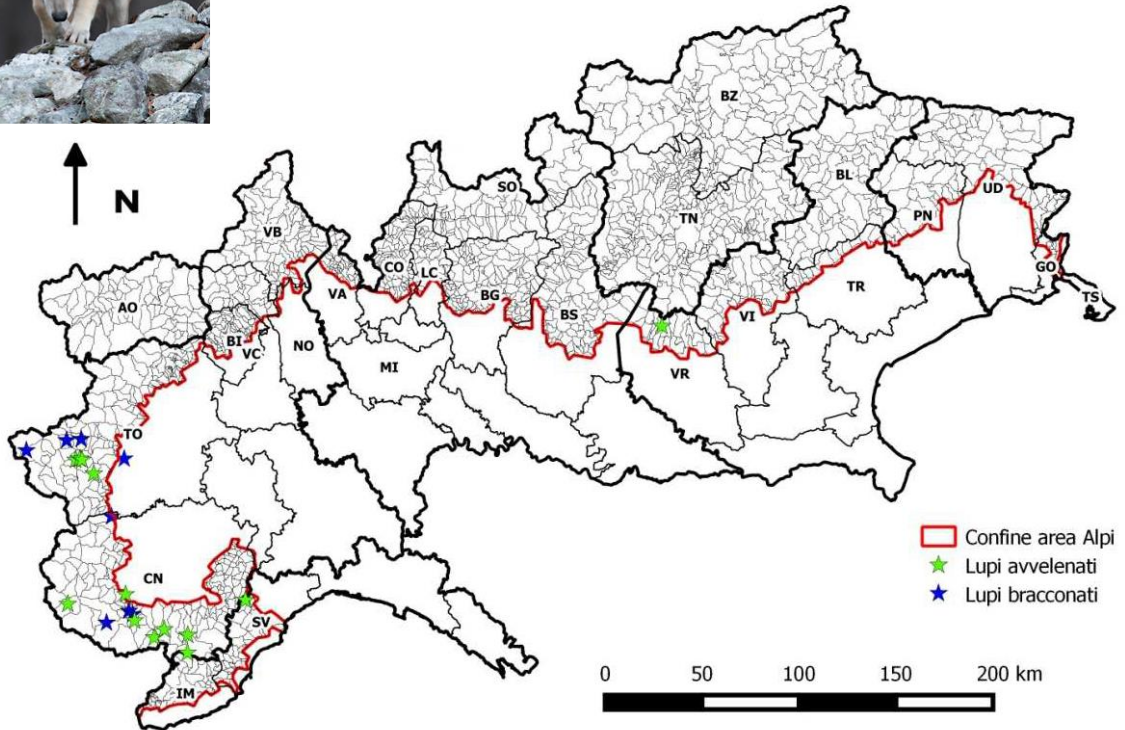 N
BZ
SO
BL
UD
VB
TN
PN
CO
LC
GO
AO
VA
BG
BS
VI
TR
TS
BI
VC
NO
MI
VR
TO
CN
SV
IM
Confine area Alpi
Lupi avvelenati
Lupi bracconati
0 50 100 150 200 km